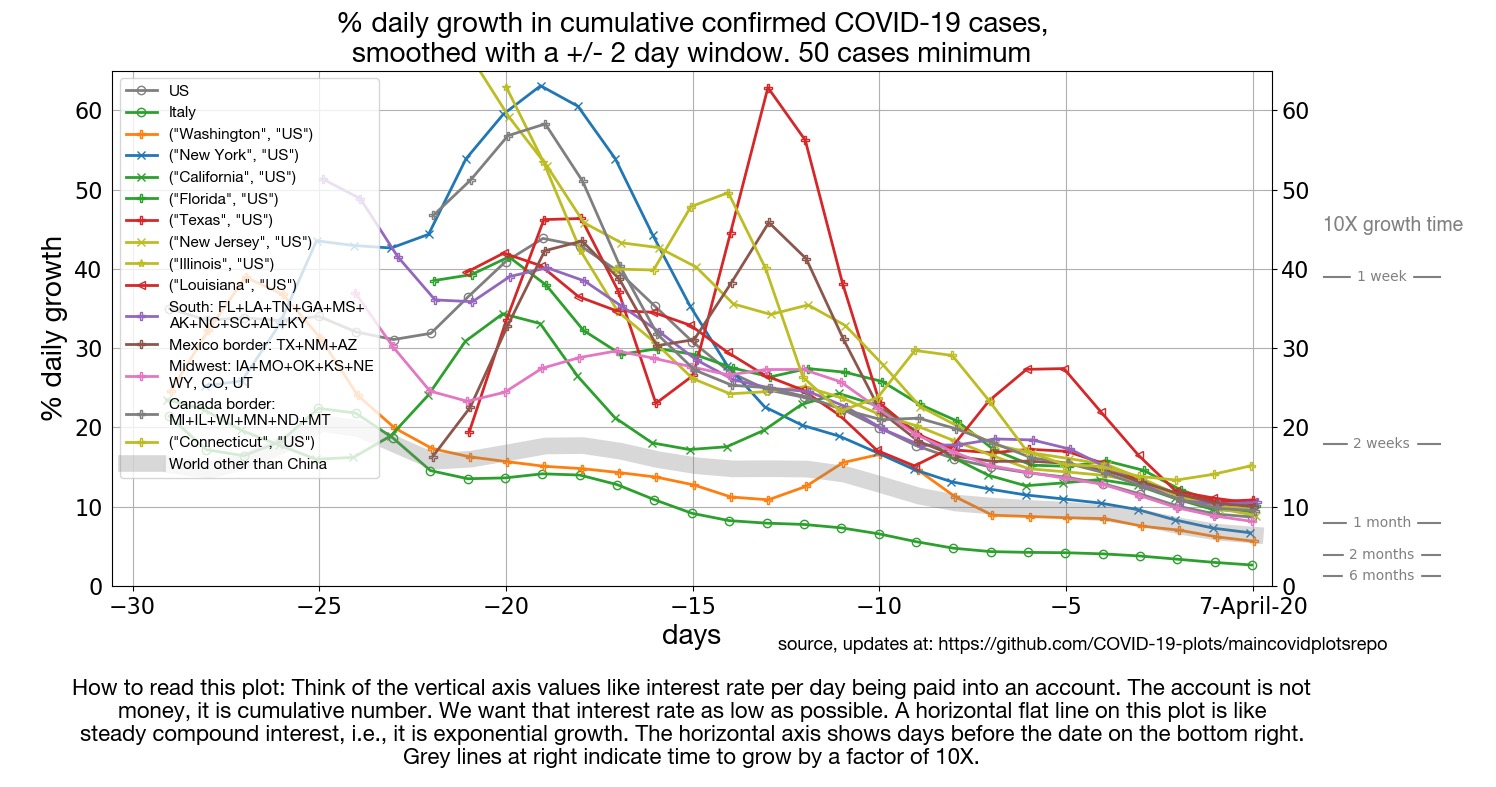 % daily growth in cumulative confirmed COVID-19 cases,
smoothed with a +/- 2 day window. 50 cases minimum
US
Italy
("Washington", "US")
("New York", "US")
("California", "US")
("Florida", "US")
("Texas", "US")
("New Jersey", "US")
("Illinois", "US")
("Louisiana", "US")
South: FL+LA+TN+GA+MS+
AK+NC+SC+AL+KY
Mexico border: TX+NM+AZ
Midwest: IA+MO+OK+KS+NE
WY, CO, UT
Canada border:
MI+IL+WI+MN+ND+MT
("Connecticut", "US")
World other than China
% daily growth
60
50
40
30
20
10
0
60
50
40
30
20
10
0
10X growth time
1 week
2 weeks
1 month
2 months
6 months
−30
−25
−20
−15
−10
−5
7-April-20
days
source, updates at: https://github.com/COVID-19-plots/maincovidplotsrepo
How to read this plot: Think of the vertical axis values like interest rate per day being paid into an account. The account is not
money, it is cumulative number. We want that interest rate as low as possible. A horizontal flat line on this plot is like
steady compound interest, i.e., it is exponential growth. The horizontal axis shows days before the date on the bottom right.
Grey lines at right indicate time to grow by a factor of 10X.